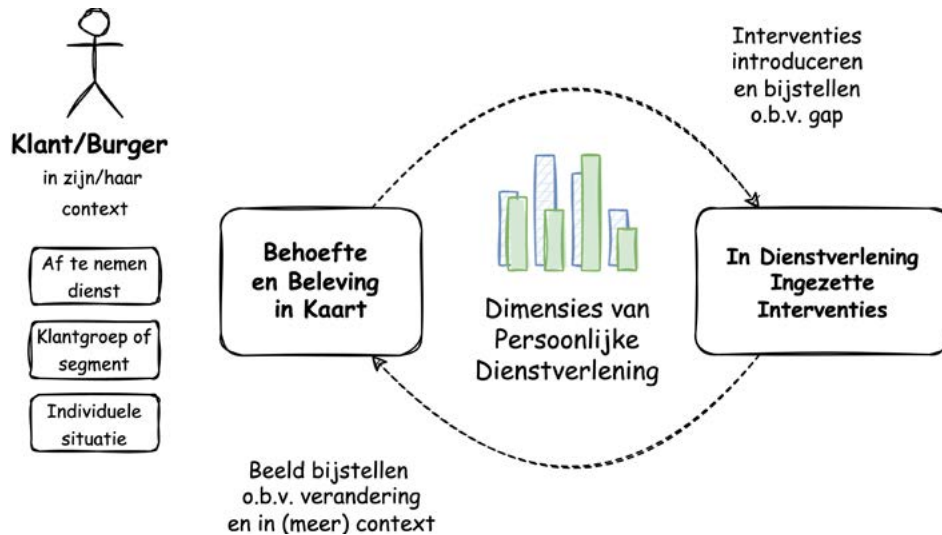 Klant/Burger
in zijn/haar
context
Af te nemen
dienst
Klantgroep of
segment
Individuele
situatie
Behoefte
en Beleving
in Kaart
Interventies
introduceren
en bijstellen
o.b.v. gap
Dimensies van
Persoonlijke
Dienstverlening
In Dienstverlening
Ingezette
Interventies
Beeld bijstellen
o.b.v. verandering
en in (meer) context